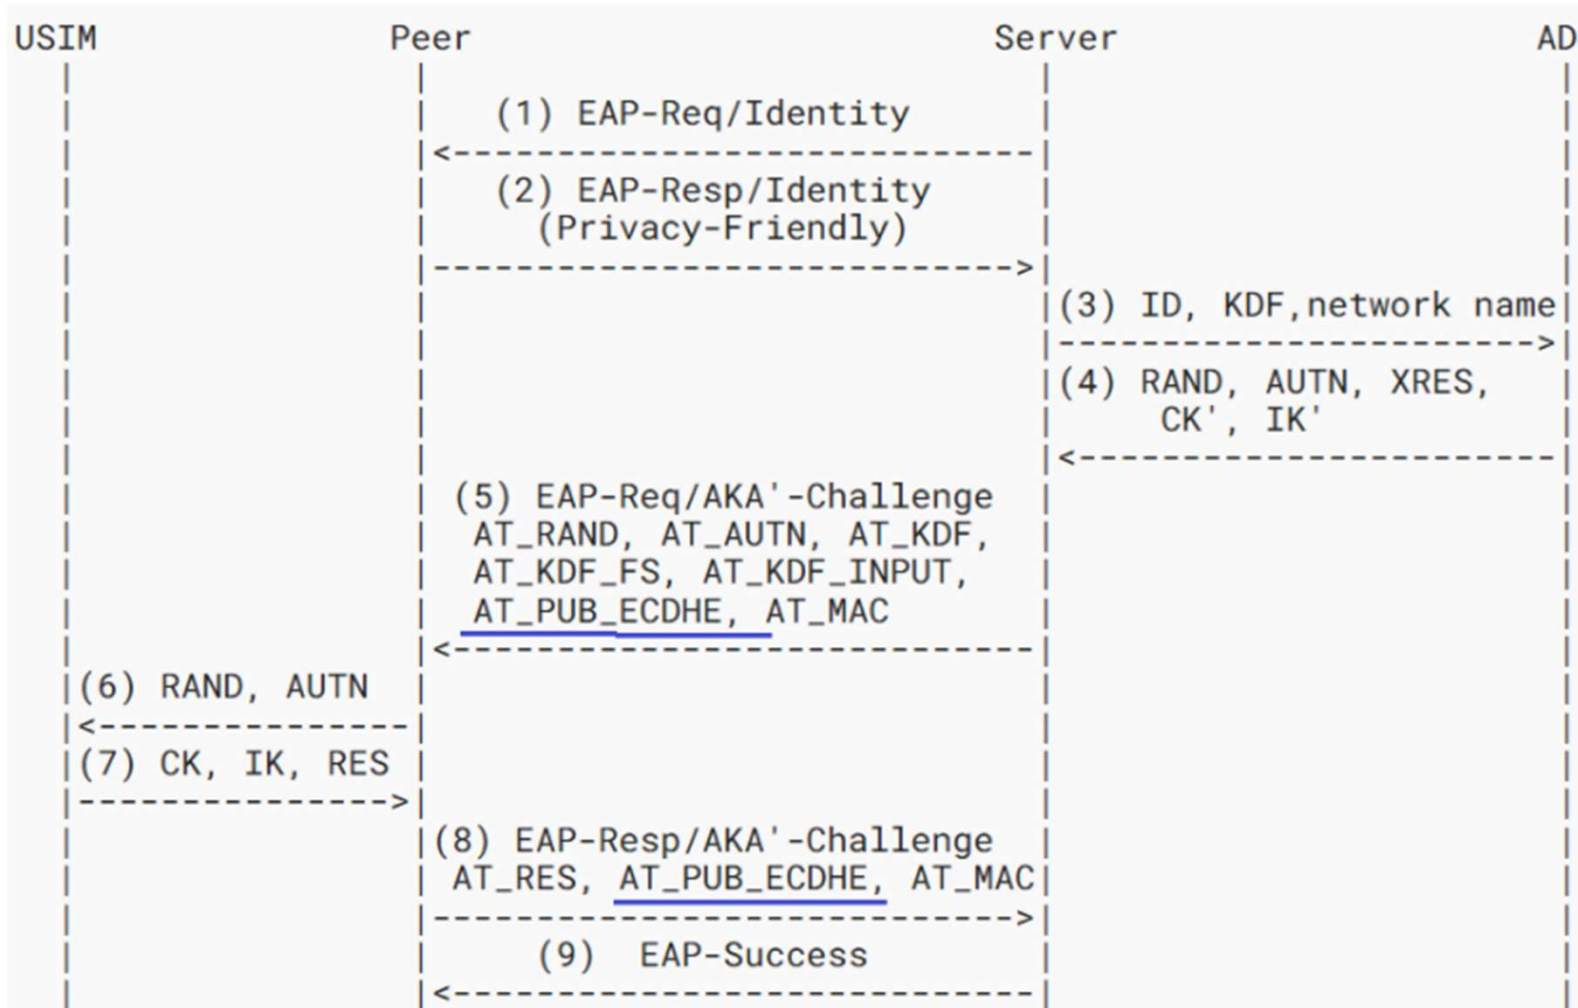 USIM Peer Server AD
(1) EAP-Req/Identity
(2) EAP-Resp/Identity
(Privacy-Friendly)
(3) ID, KDF,network name
(4) RAND, AUTN, XRES,
CK', IK'
(5) EAP-Req/AKA'-Challenge
AT_RAND, AT_AUTN, AT_KDF,
AT_KDF_FS, AT_KDF_INPUT,
AT_PUB_ECDHE, AT_MAC
(6) RAND, AUTN
(7) CK, IK, RES
(8) EAP-Resp/AKA'-Challenge
AT_RES, AT_PUB_ECDHE, AT_MAC
(9) EAP-Success